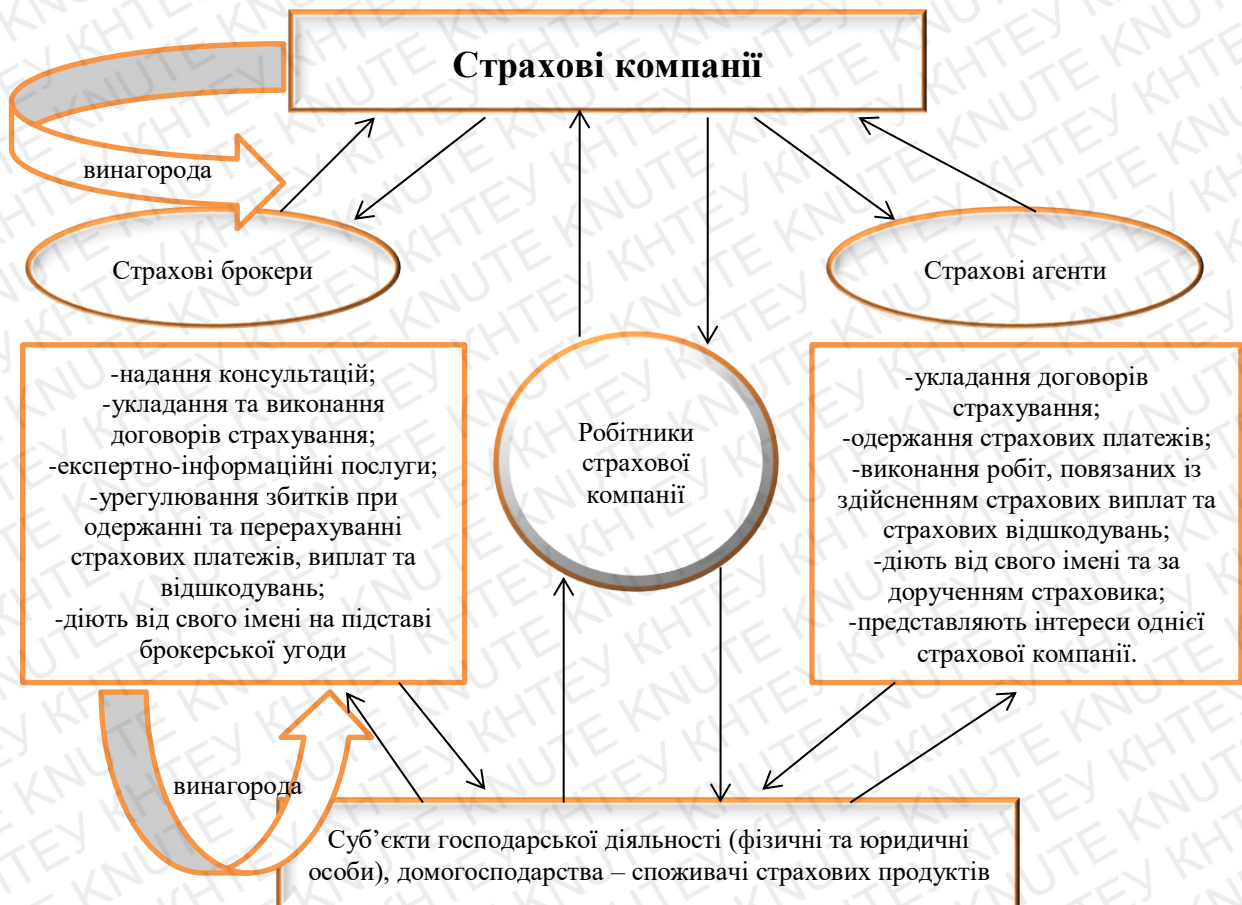 Страхові компанії
винагорода
Страхові брокери
Страхові агенти
-надання консультацій;
-укладання та виконання
договорів страхування;
-експертно-інформаційні послуги;
-урегулювання збитків при
одержанні та перерахуванні
страхових платежів, виплат та
відшкодувань;
-діють від свого імені на підставі
брокерської угоди
Робітники
страхової
компанії
-укладання договорів
страхування;
-одержання страхових платежів;
-виконання робіт, повязаних із
здійсненням страхових виплат та
страхових відшкодувань;
-діють від свого імені та за
дорученням страховика;
-представляють інтереси однієї
страхової компанії.
винагорода
Суб’єкти господарської діяльності (фізичні та юридичні
особи), домогосподарства – споживачі страхових продуктів